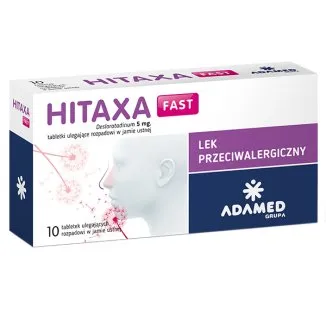 HITAXA FAST
Desloratadinum 5 mg
tabletki ulegające rozpadowi w jamie ustnej
10 tabletek ulegających
rozpadowi w jamie ustnej
LEK
PRZECIWALERGICZNY
ADAMED
GRUPA